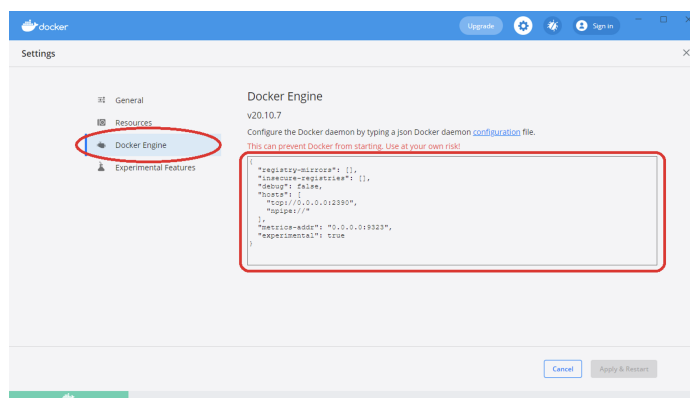 docker
Upgrade
Sign in
Settings
General
Resources
Docker Engine
Experimental Features
Docker Engine
v20.10.7
Configure the Docker daemon by typing a json Docker daemon configuration file.
This can prevent Docker from starting. Use at your own risk!
{
"registry-mirrors": [],
"insecure-registries": [],
"debug": false,
"hosts": [
"tcp://0.0.0.0:2390",
"npipe://"
],
"metrics-addr": "0.0.0.0:9323",
"experimental": true
}
Cancel
Apply & Restart